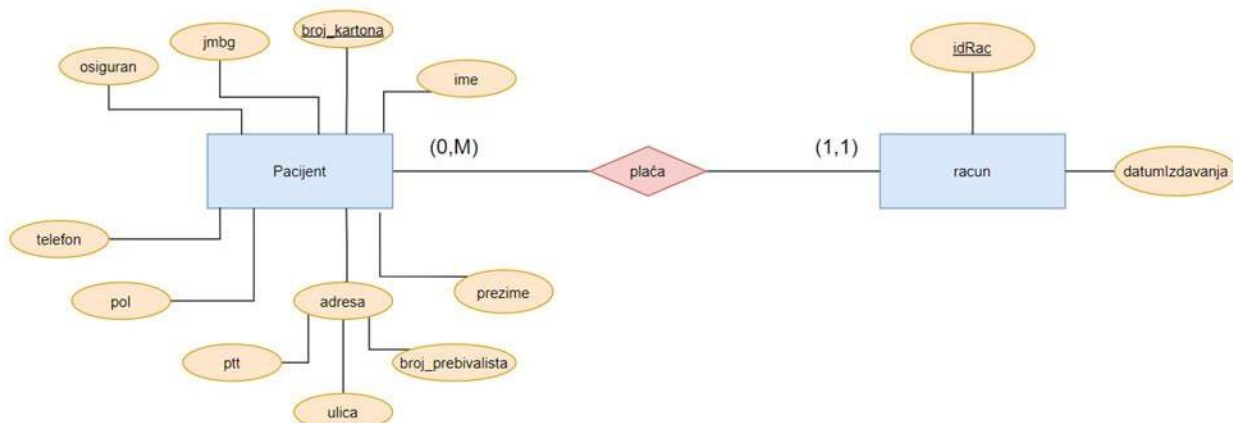 broj_kartona
jmbg
idRac
osiguran
ime
(0,M)
(1,1)
Pacijent
plaća
racun
datumIzdavanja
telefon
pol
adresa
prezime
ptt
broj_prebivalista
ulica